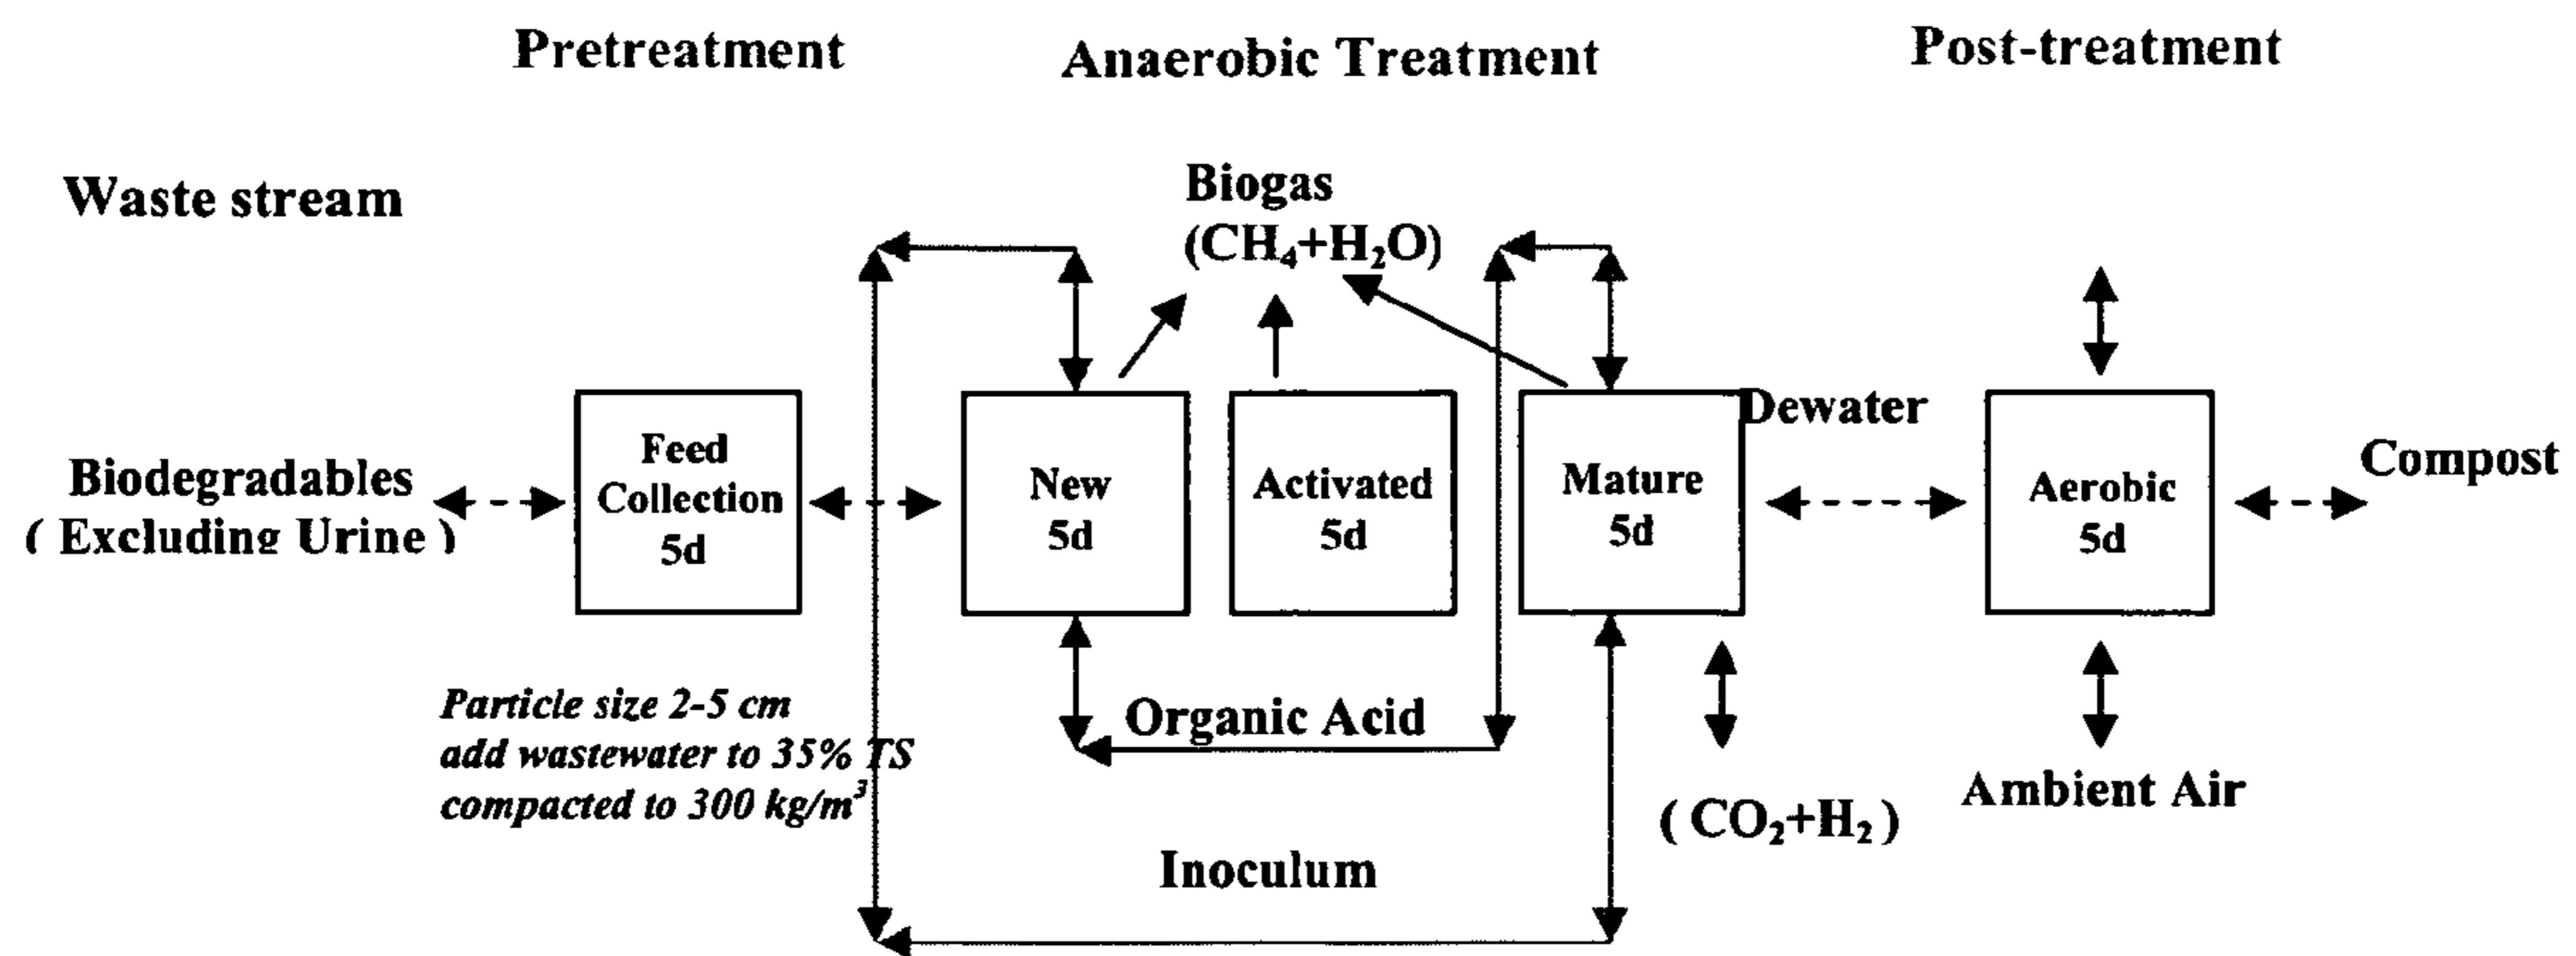 Pretreatment
Anaerobic Treatment
Post-treatment
Waste stream
Biogas
(CH₄+H₂O)
Biodegradables
( Excluding Urine )
Feed
Collection
5d
New
5d
Activated
5d
Mature
5d
Dewater
Aerobic
5d
Compost
Particle size 2-5 cm
add wastewater to 35% TS
compacted to 300 kg/m³
Organic Acid
( CO₂+H₂ )
Ambient Air
Inoculum